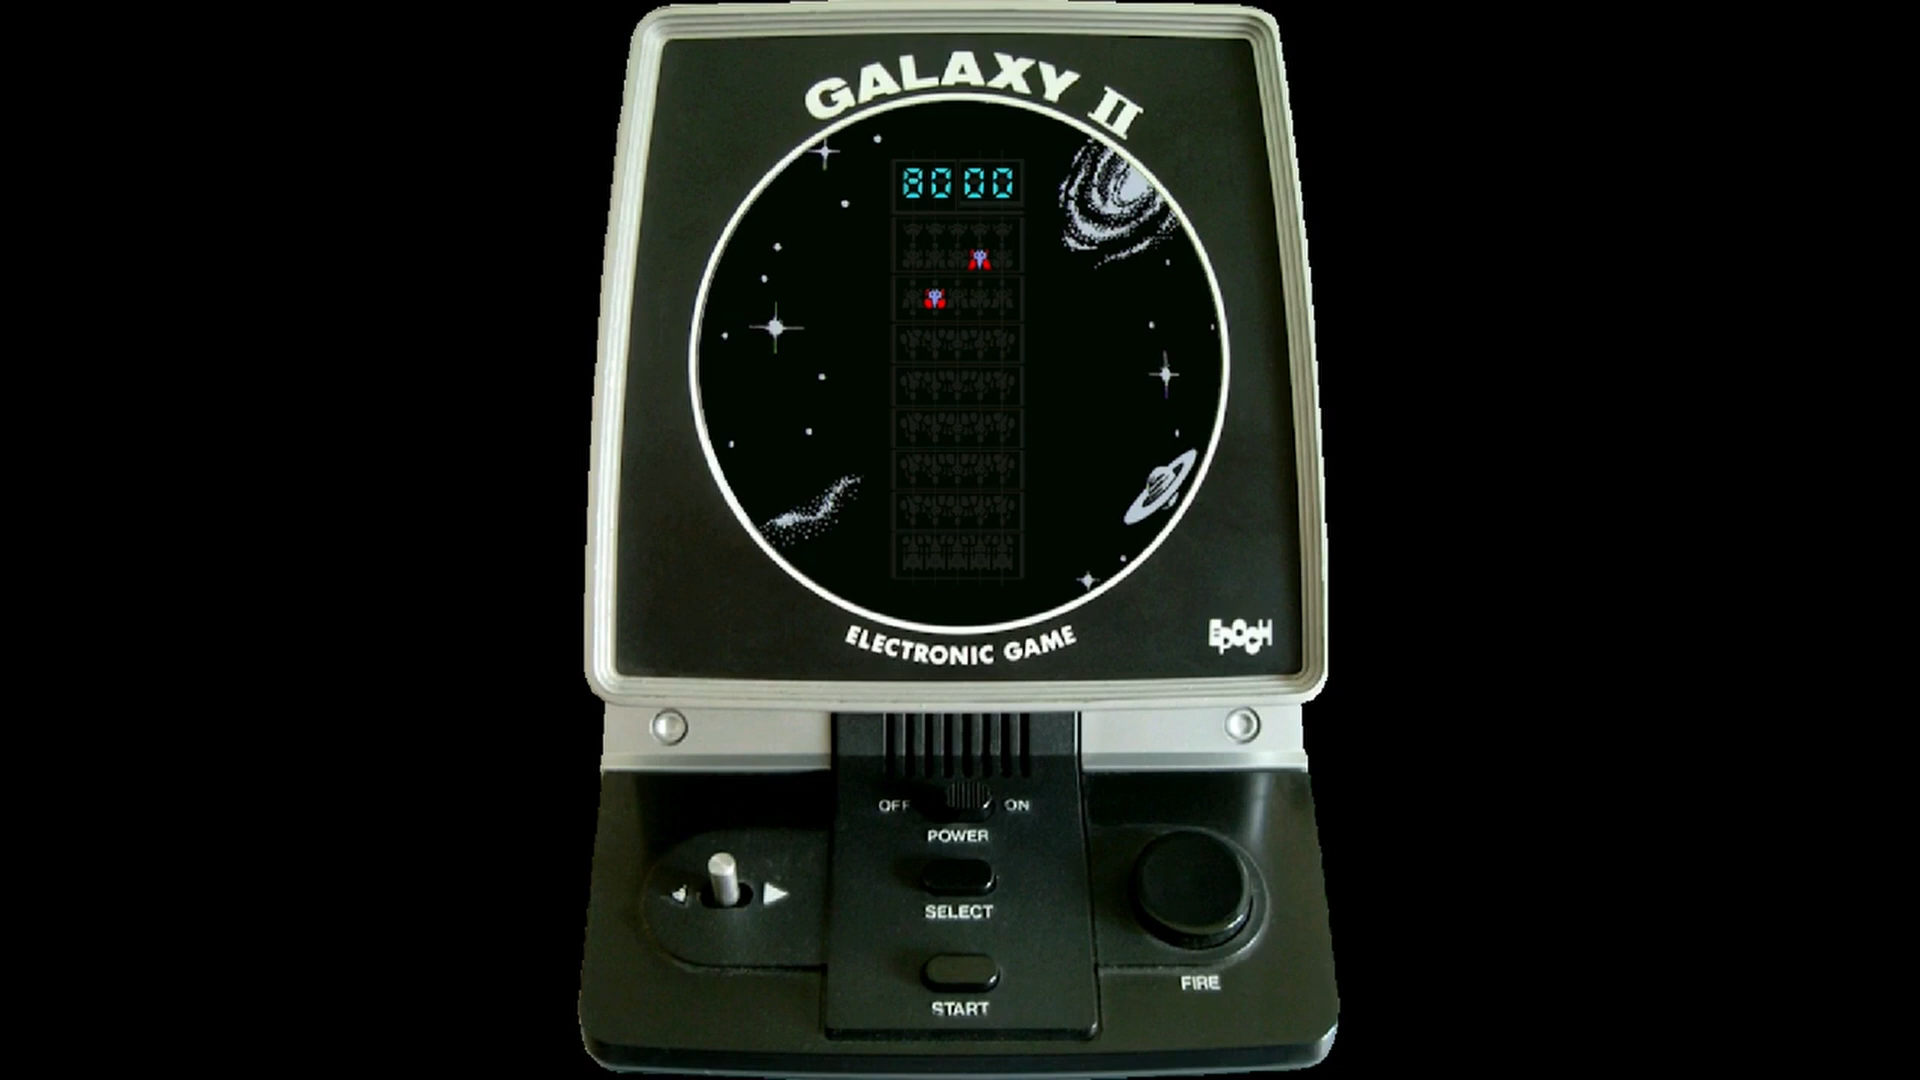 GALAXY II
8000
ELECTRONIC GAME
EPOCH
OFF ON
POWER
SELECT
START
FIRE